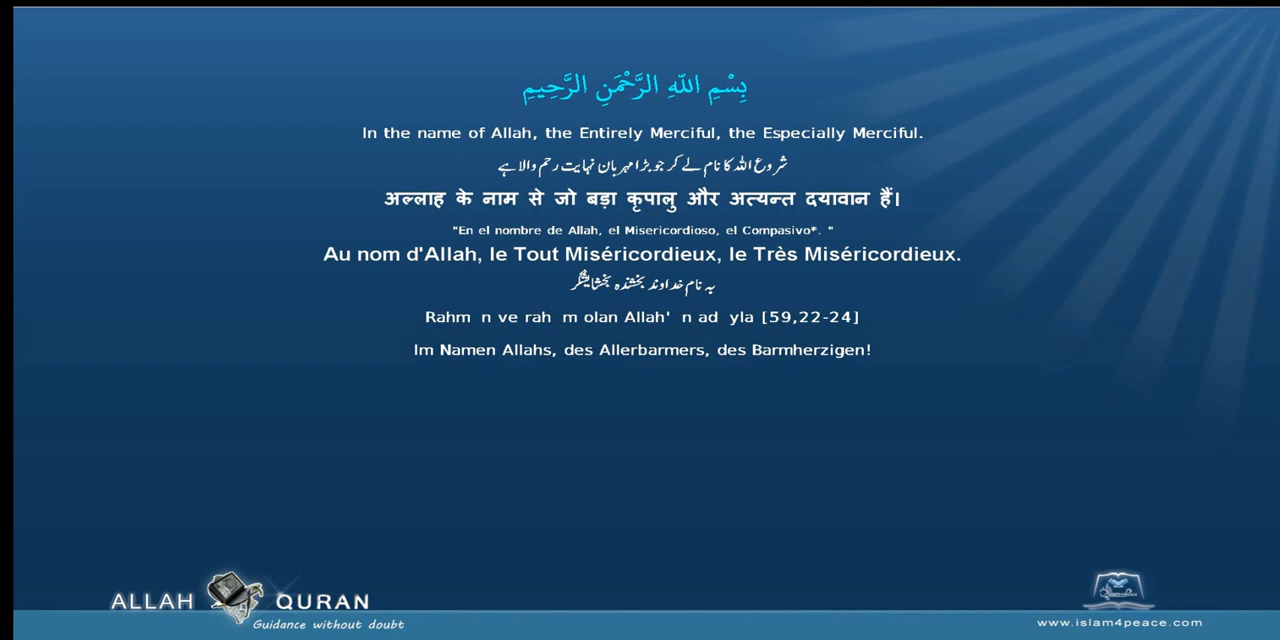 بِسْمِ اللّٰهِ الرَّحْمَنِ الرَّحِيمِ
In the name of Allah, the Entirely Merciful, the Especially Merciful.
شروع اللہ کا نام لے کر جو بڑا مہربان نہایت رحم والا ہے
अल्लाह के नाम से जो बड़ा कृपालु और अत्यन्त दयावान हैं।
"En el nombre de Allah, el Misericordioso, el Compasivo*. "
Au nom d'Allah, le Tout Miséricordieux, le Très Miséricordieux.
به نام خداوند بخشنده بخشایشگر
Rahm n ve rah m olan Allah' n ad yla [59,22-24]
Im Namen Allahs, des Allerbarmers, des Barmherzigen!
ALLAH QURAN
Guidance without doubt
www.islam4peace.com